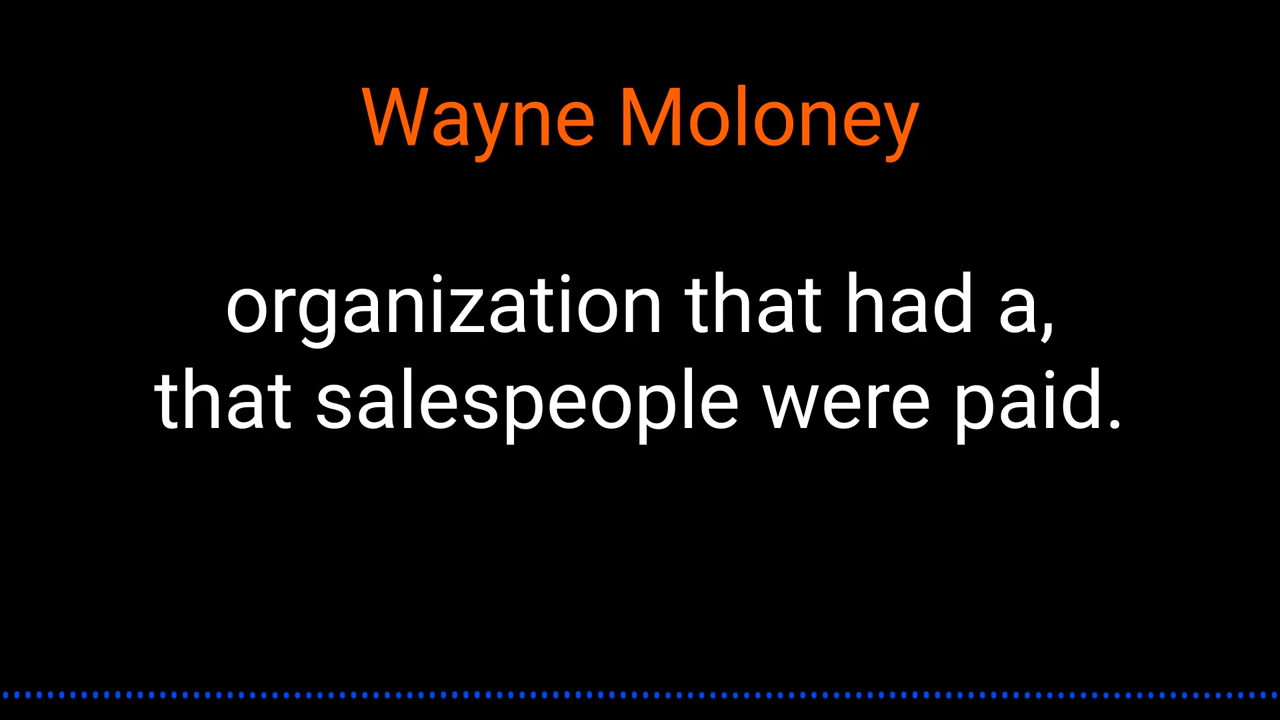 Wayne Moloney
organization that had a,
that salespeople were paid.